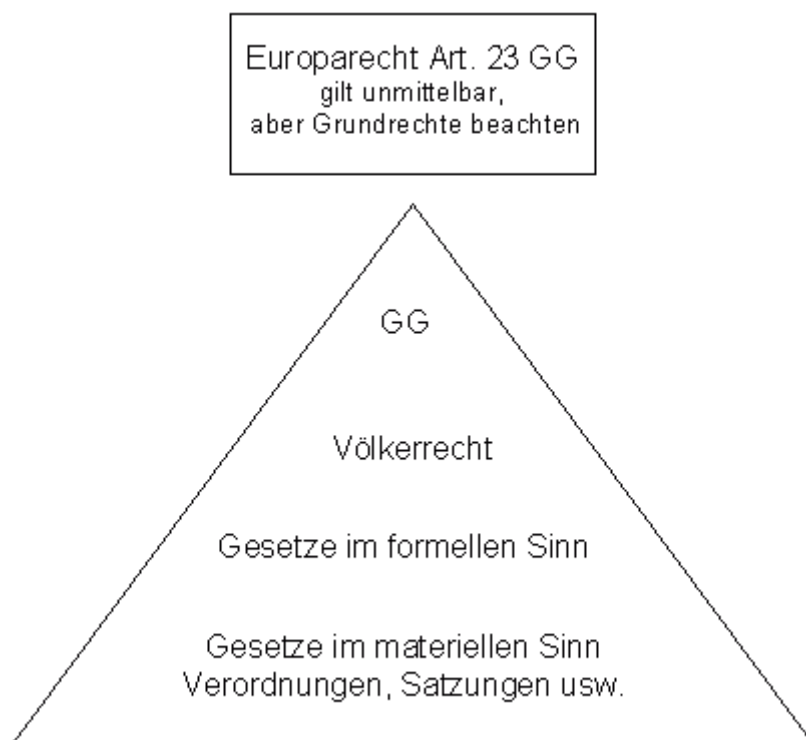 Europarecht Art. 23 GG
gilt unmittelbar,
aber Grundrechte beachten
GG
Völkerrecht
Gesetze im formellen Sinn
Gesetze im materiellen Sinn
Verordnungen, Satzungen usw.